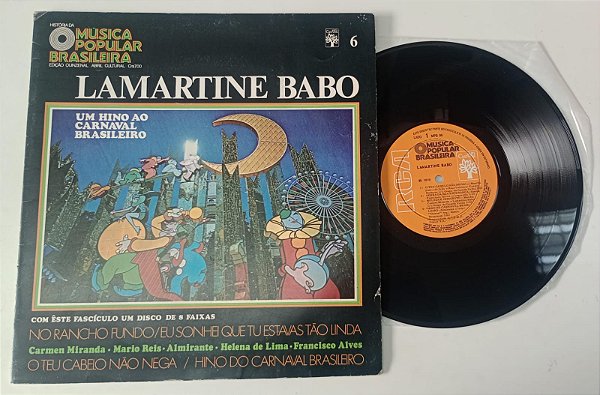 HISTÓRIA DA
MUSICA
POPULAR
BRASILEIRA
EDIÇÃO QUINZENAL ABRIL CULTURAL Cr$7,00
6
LAMARTINE BABO
UM HINO AO
CARNAVAL
BRASILEIRO
COM ÊSTE FASCÍCULO UM DISCO DE 8 FAIXAS
NO RANCHO FUNDO/EU SONHEI QUE TU ESTAVAS TÃO LINDA
Carmen Miranda • Mario Reis • Almirante • Helena de Lima • Francisco Alves
O TEU CABELO NÃO NEGA / HINO DO CARNAVAL BRASILEIRO
RCA
MUSICA
POPULAR
BRASILEIRA
LAMARTINE BABO